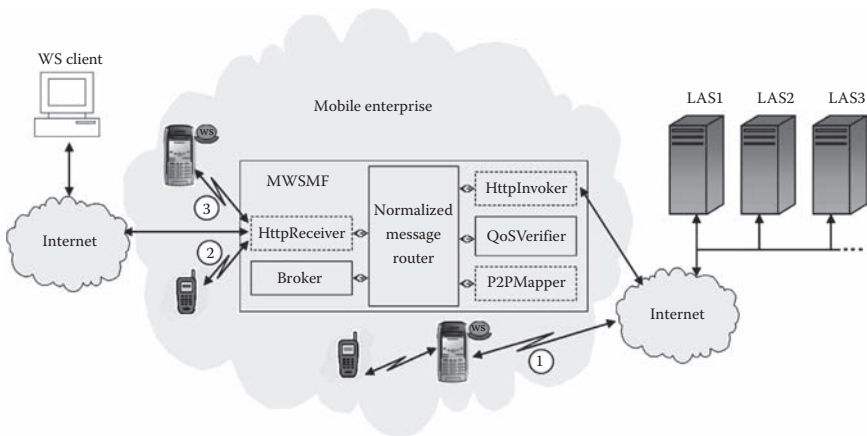 WS client
Mobile enterprise
LAS1
LAS2
LAS3
WS
MWSMF
HttpInvoker
3
Normalized
message
router
HttpReceiver
QoSVerifier
Internet
2
Broker
P2PMapper
Internet
WS
1